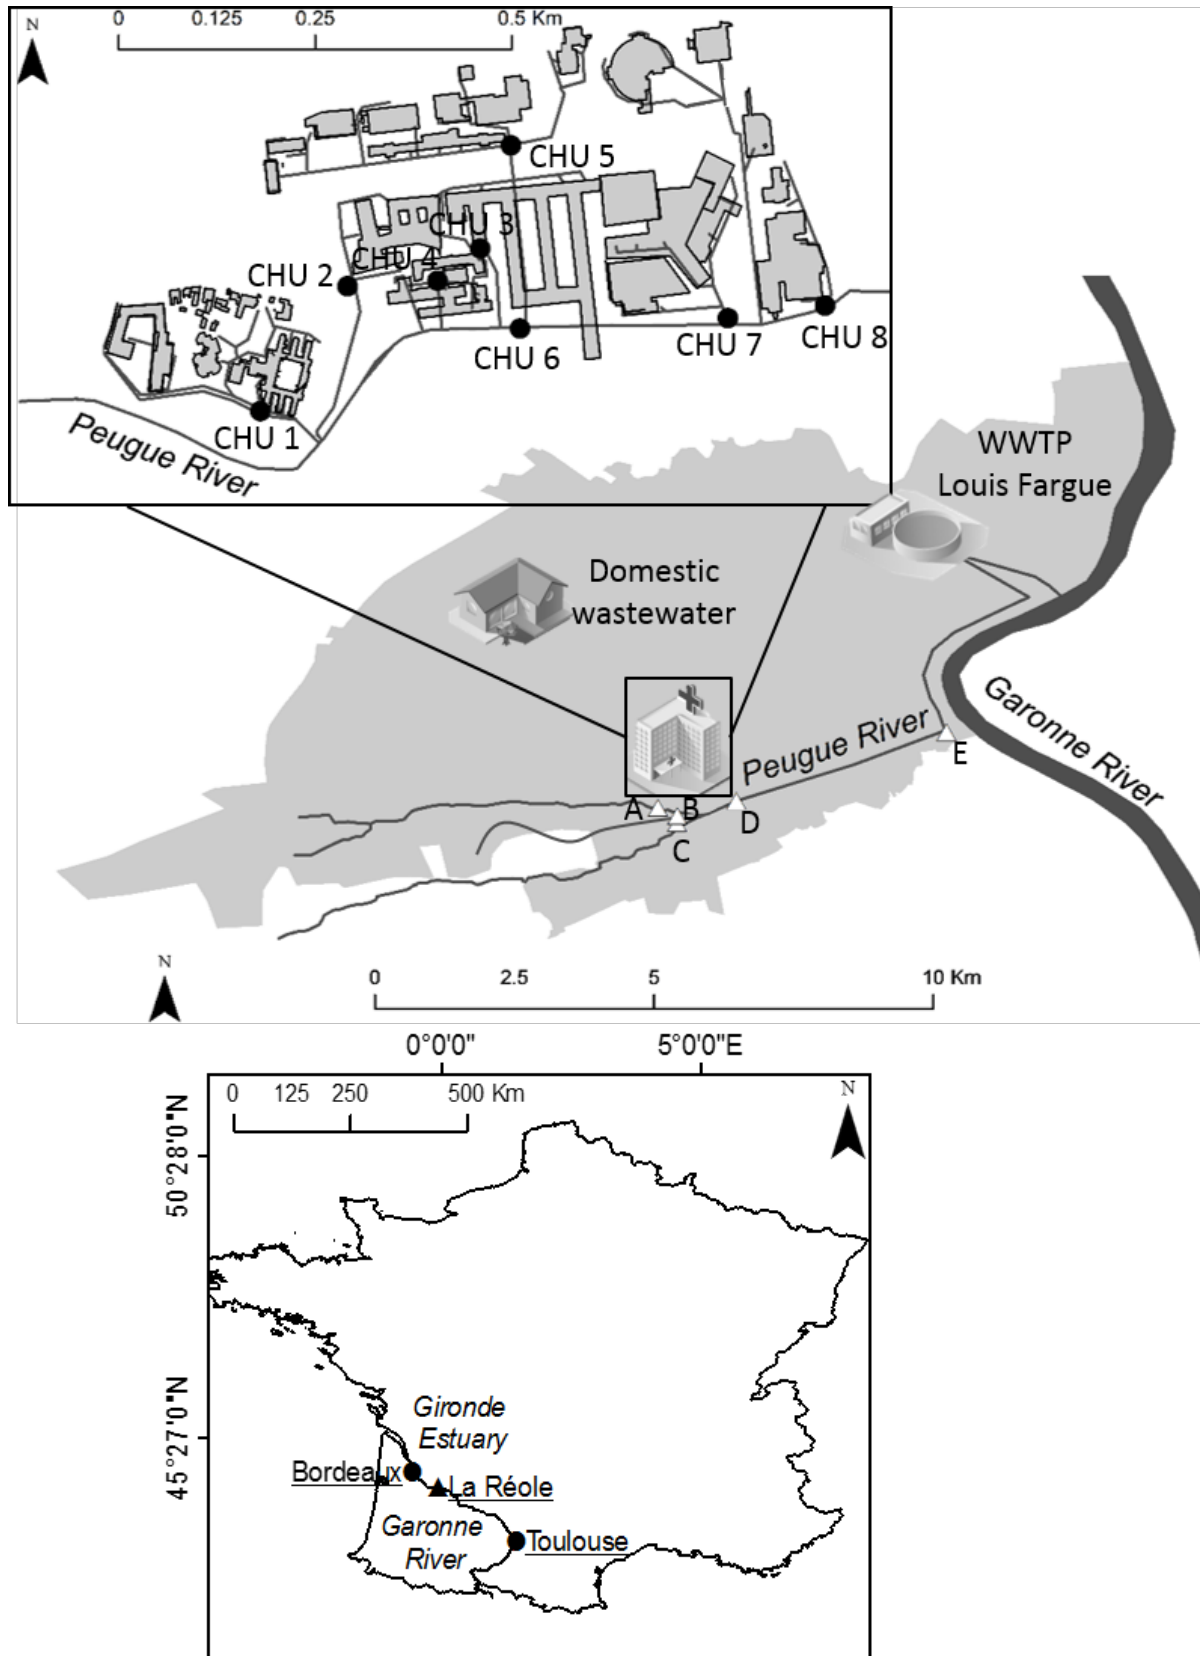 N
0 0.125 0.25 0.5 Km
CHU 5
CHU 3
CHU 4
CHU 2
CHU 6
CHU 7
CHU 8
CHU 1
Peugue River
WWTP
Louis Fargue
Domestic
wastewater
Garonne River
Peugue River
E
A
B
D
C
N
0 2.5 5 10 Km
0°0'0" 5°0'0"E
0 125 250 500 Km
N
50°28'0"N
45°27'0"N
Gironde
Estuary
Bordeaux
La Réole
Garonne
River
Toulouse